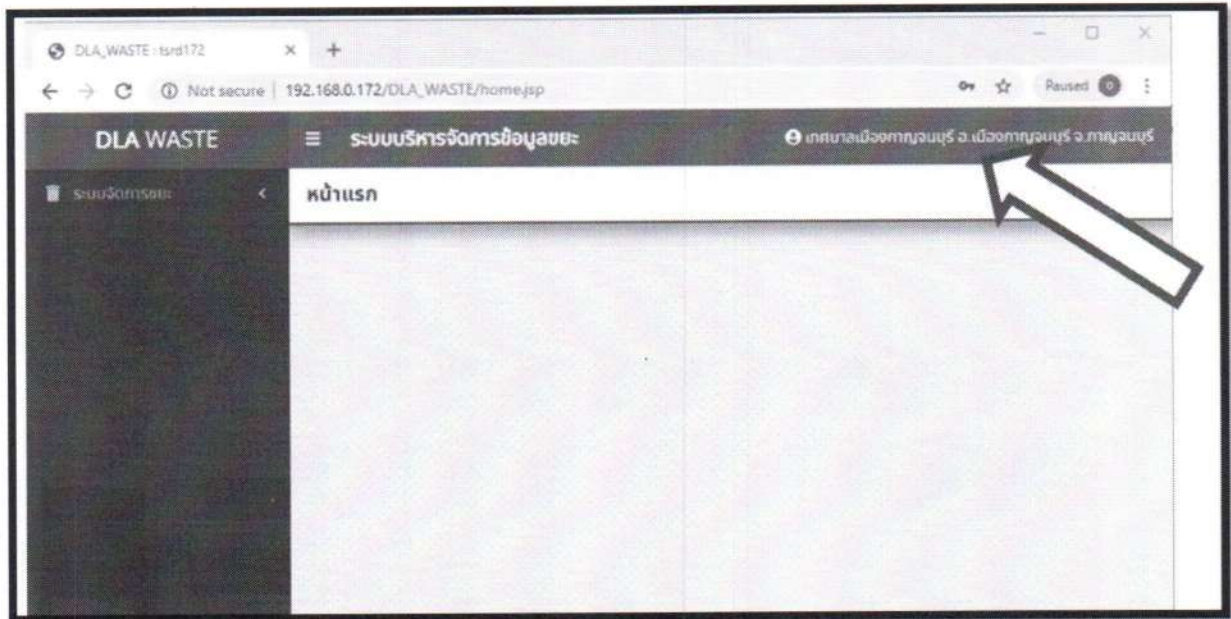 DLA_WASTE : tsrd172
Not secure | 192.168.0.172/DLA_WASTE/home.jsp Paused
DLA WASTE ระบบบริหารจัดการข้อมูลขยะ เทศบาลเมืองกาญจนบุรี อ.เมืองกาญจนบุรี จ.กาญจนบุรี
ระบบจัดการขยะ หน้าแรก